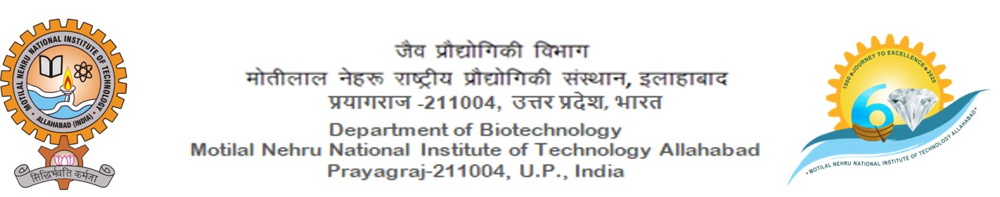 MOTILAL NEHRU NATIONAL INSTITUTE OF TECHNOLOGY
ALLAHABAD (INDIA)
सिद्धिर्भवति कर्मजा
जैव प्रौद्योगिकी विभाग
मोतीलाल नेहरू राष्ट्रीय प्रौद्योगिकी संस्थान, इलाहाबाद
प्रयागराज -211004, उत्तर प्रदेश, भारत
Department of Biotechnology
Motilal Nehru National Institute of Technology Allahabad
Prayagraj-211004, U.P., India
1960 ◆ JOURNEY TO EXCELLENCE ◆ 2020
60
• MOTILAL NEHRU NATIONAL INSTITUTE OF TECHNOLOGY ALLAHABAD •